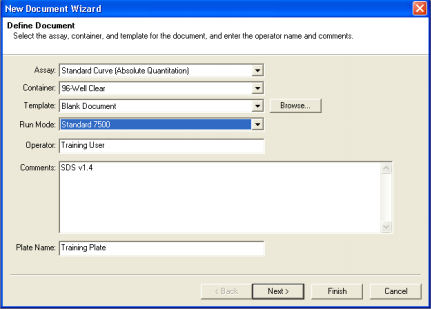 New Document Wizard
Define Document
Select the assay, container, and template for the document, and enter the operator name and comments.
Assay: Standard Curve (Absolute Quantitation)
Container: 96-Well Clear
Template: Blank Document Browse...
Run Mode: Standard 7500
Operator: Training User
Comments: SDS v1.4
Plate Name: Training Plate
< Back Next > Finish Cancel